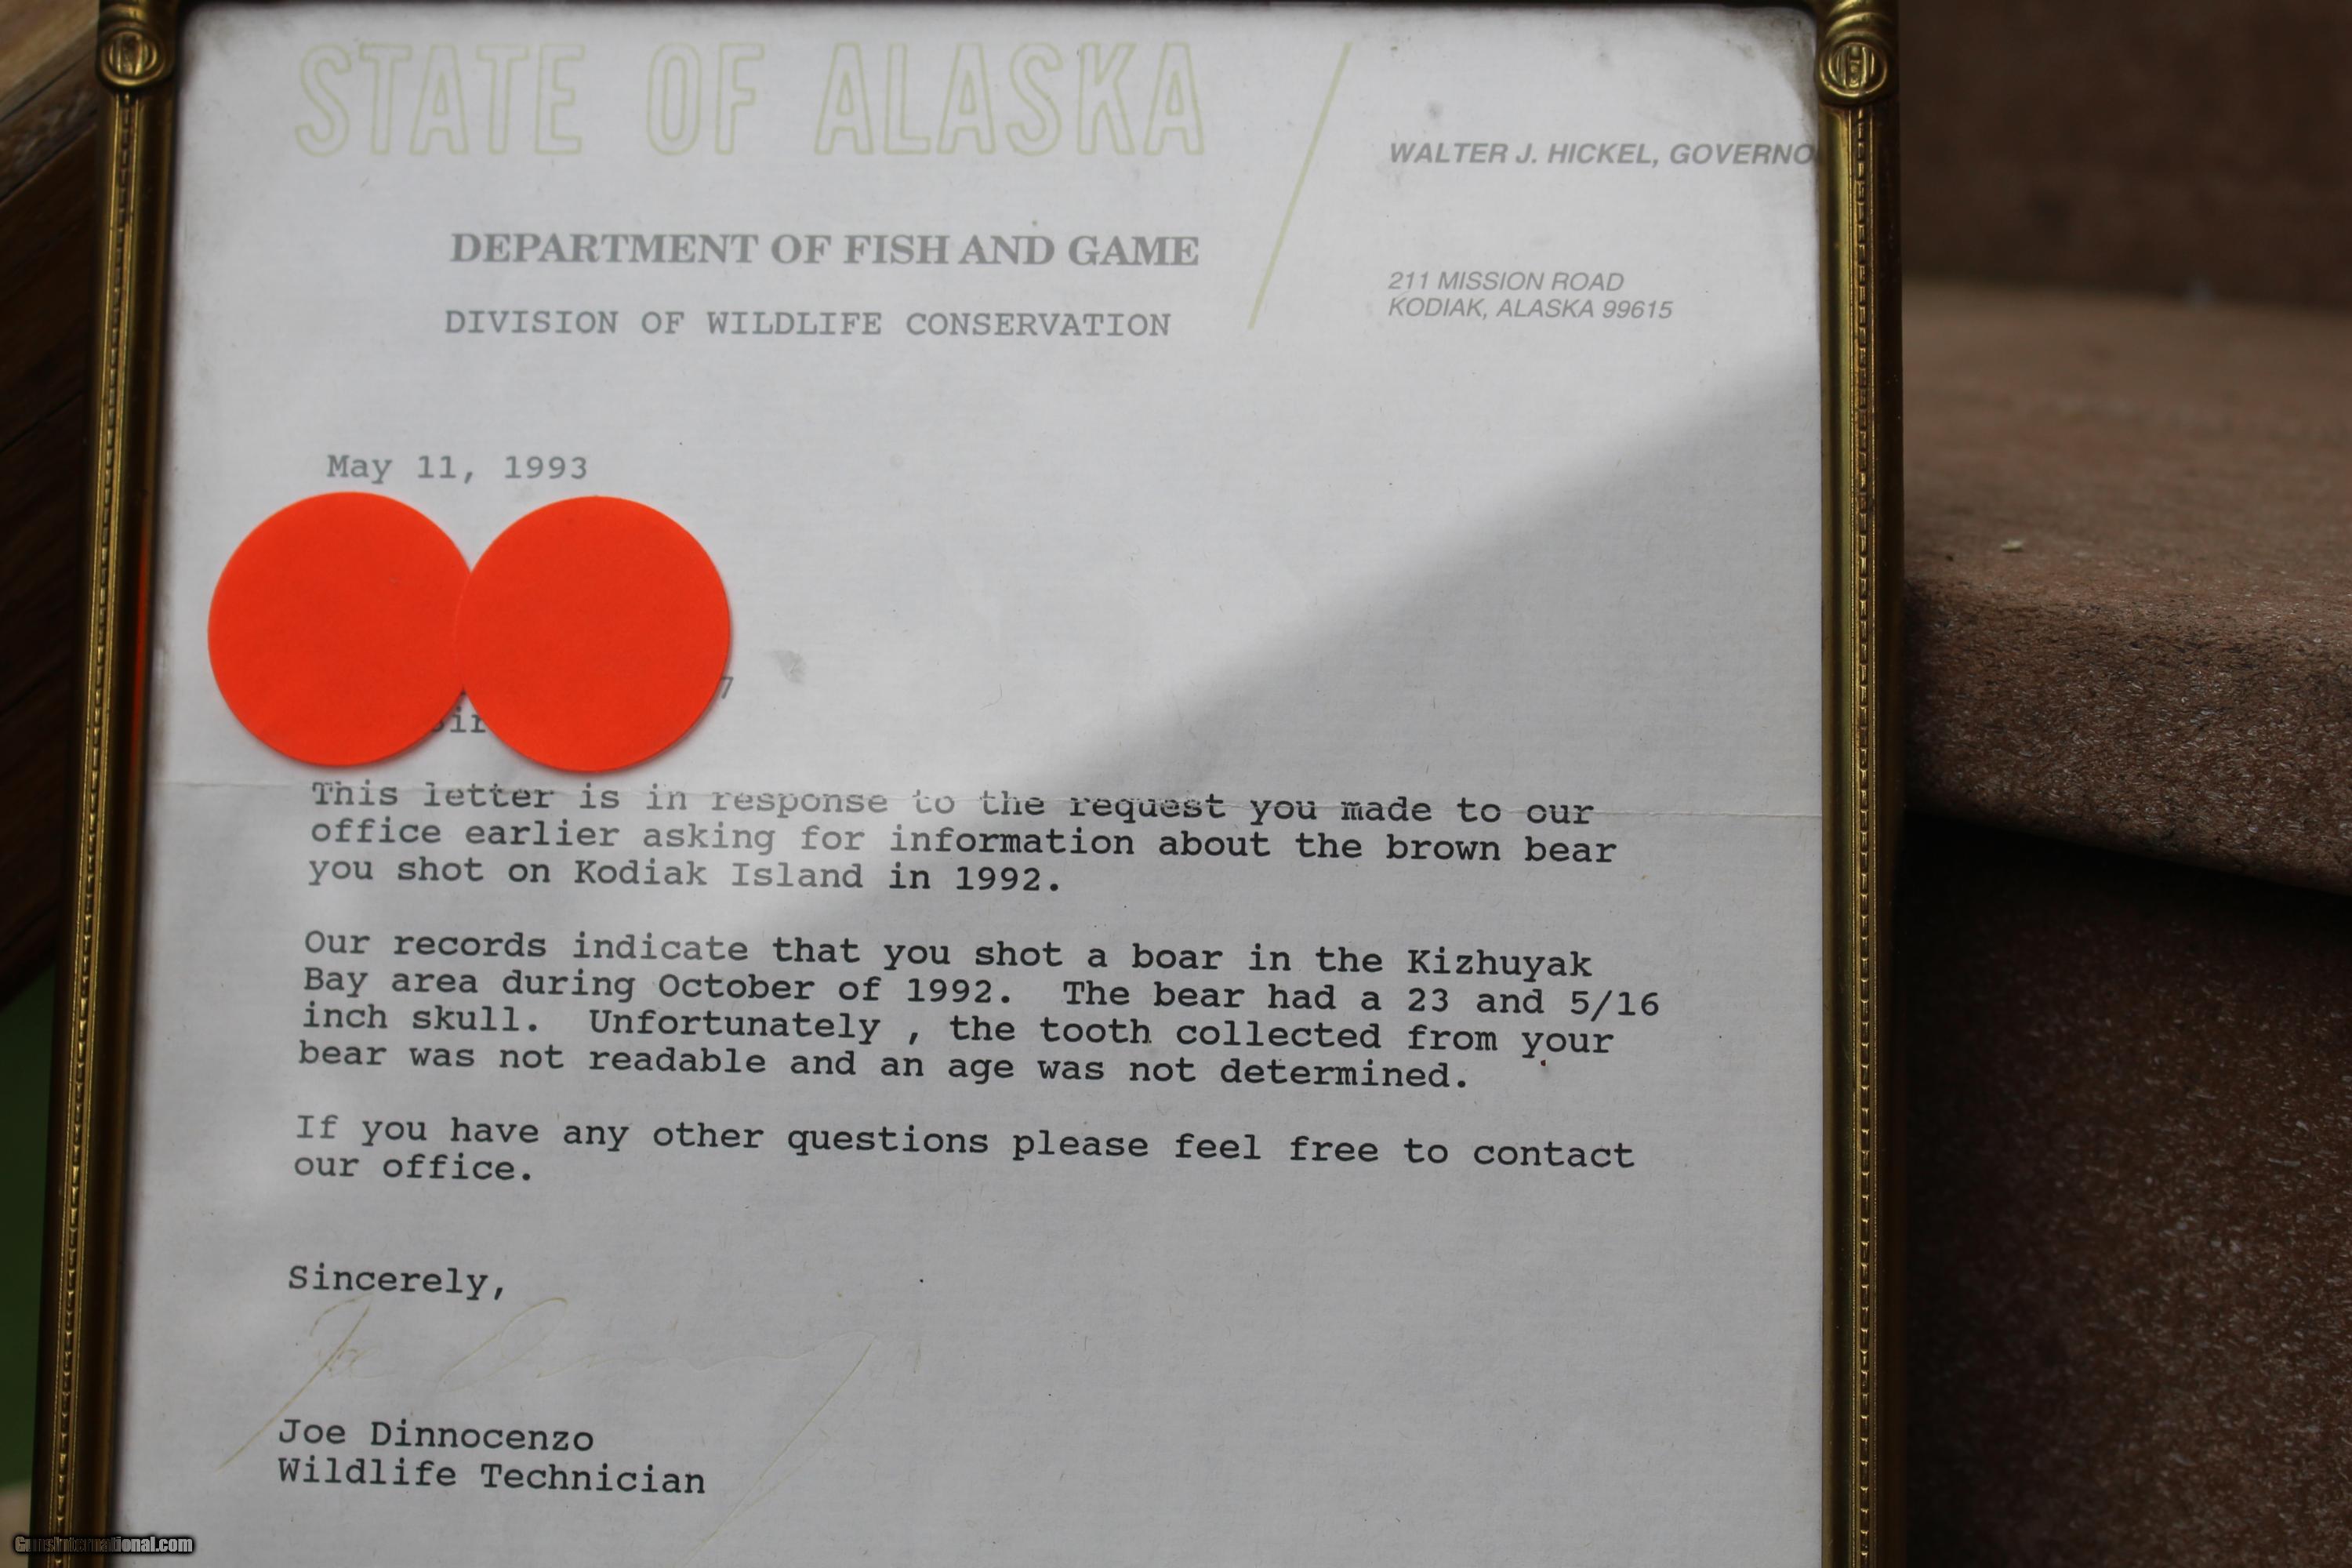 STATE OF ALASKA
WALTER J. HICKEL, GOVERNO
DEPARTMENT OF FISH AND GAME
DIVISION OF WILDLIFE CONSERVATION
211 MISSION ROAD
KODIAK, ALASKA 99615
May 11, 1993
7
This letter is in response to the request you made to our
office earlier asking for information about the brown bear
you shot on Kodiak Island in 1992.
Our records indicate that you shot a boar in the Kizhuyak
Bay area during October of 1992. The bear had a 23 and 5/16
inch skull. Unfortunately , the tooth collected from your
bear was not readable and an age was not determined.
If you have any other questions please feel free to contact
our office.
Sincerely,
Joe Dinnocenzo
Wildlife Technician
GunsInternational.com